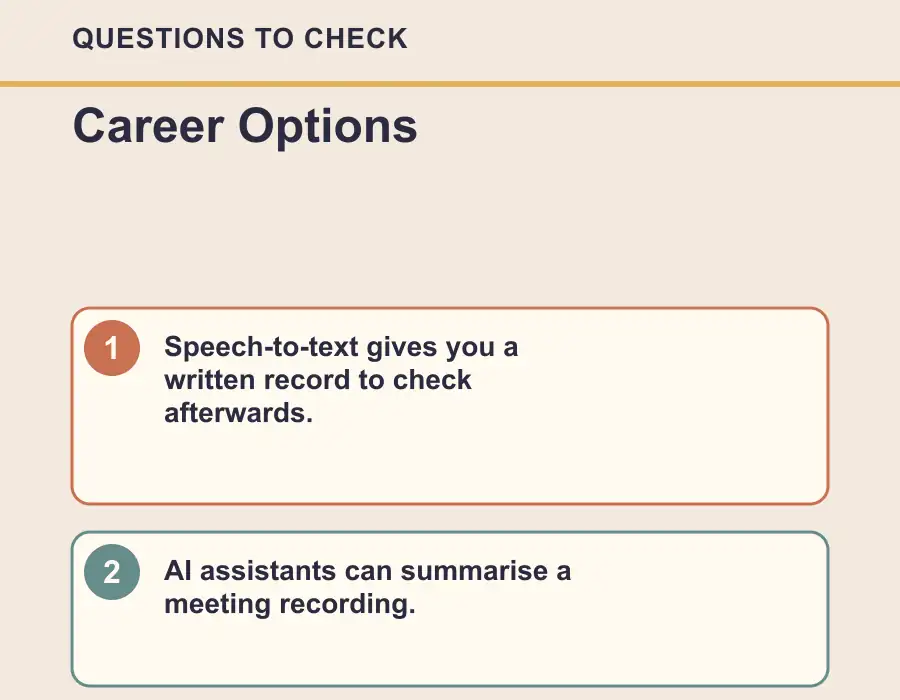 QUESTIONS TO CHECK
Career Options
1
Speech-to-text gives you a
written record to check
afterwards.
2
AI assistants can summarise a
meeting recording.